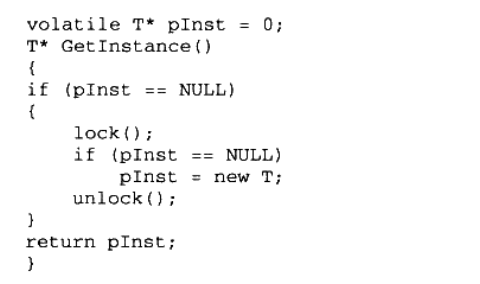 volatile T* pInst = 0;
T* GetInstance()
{
if (pInst == NULL)
{
    lock();
    if (pInst == NULL)
        pInst = new T;
    unlock();
}
return pInst;
}